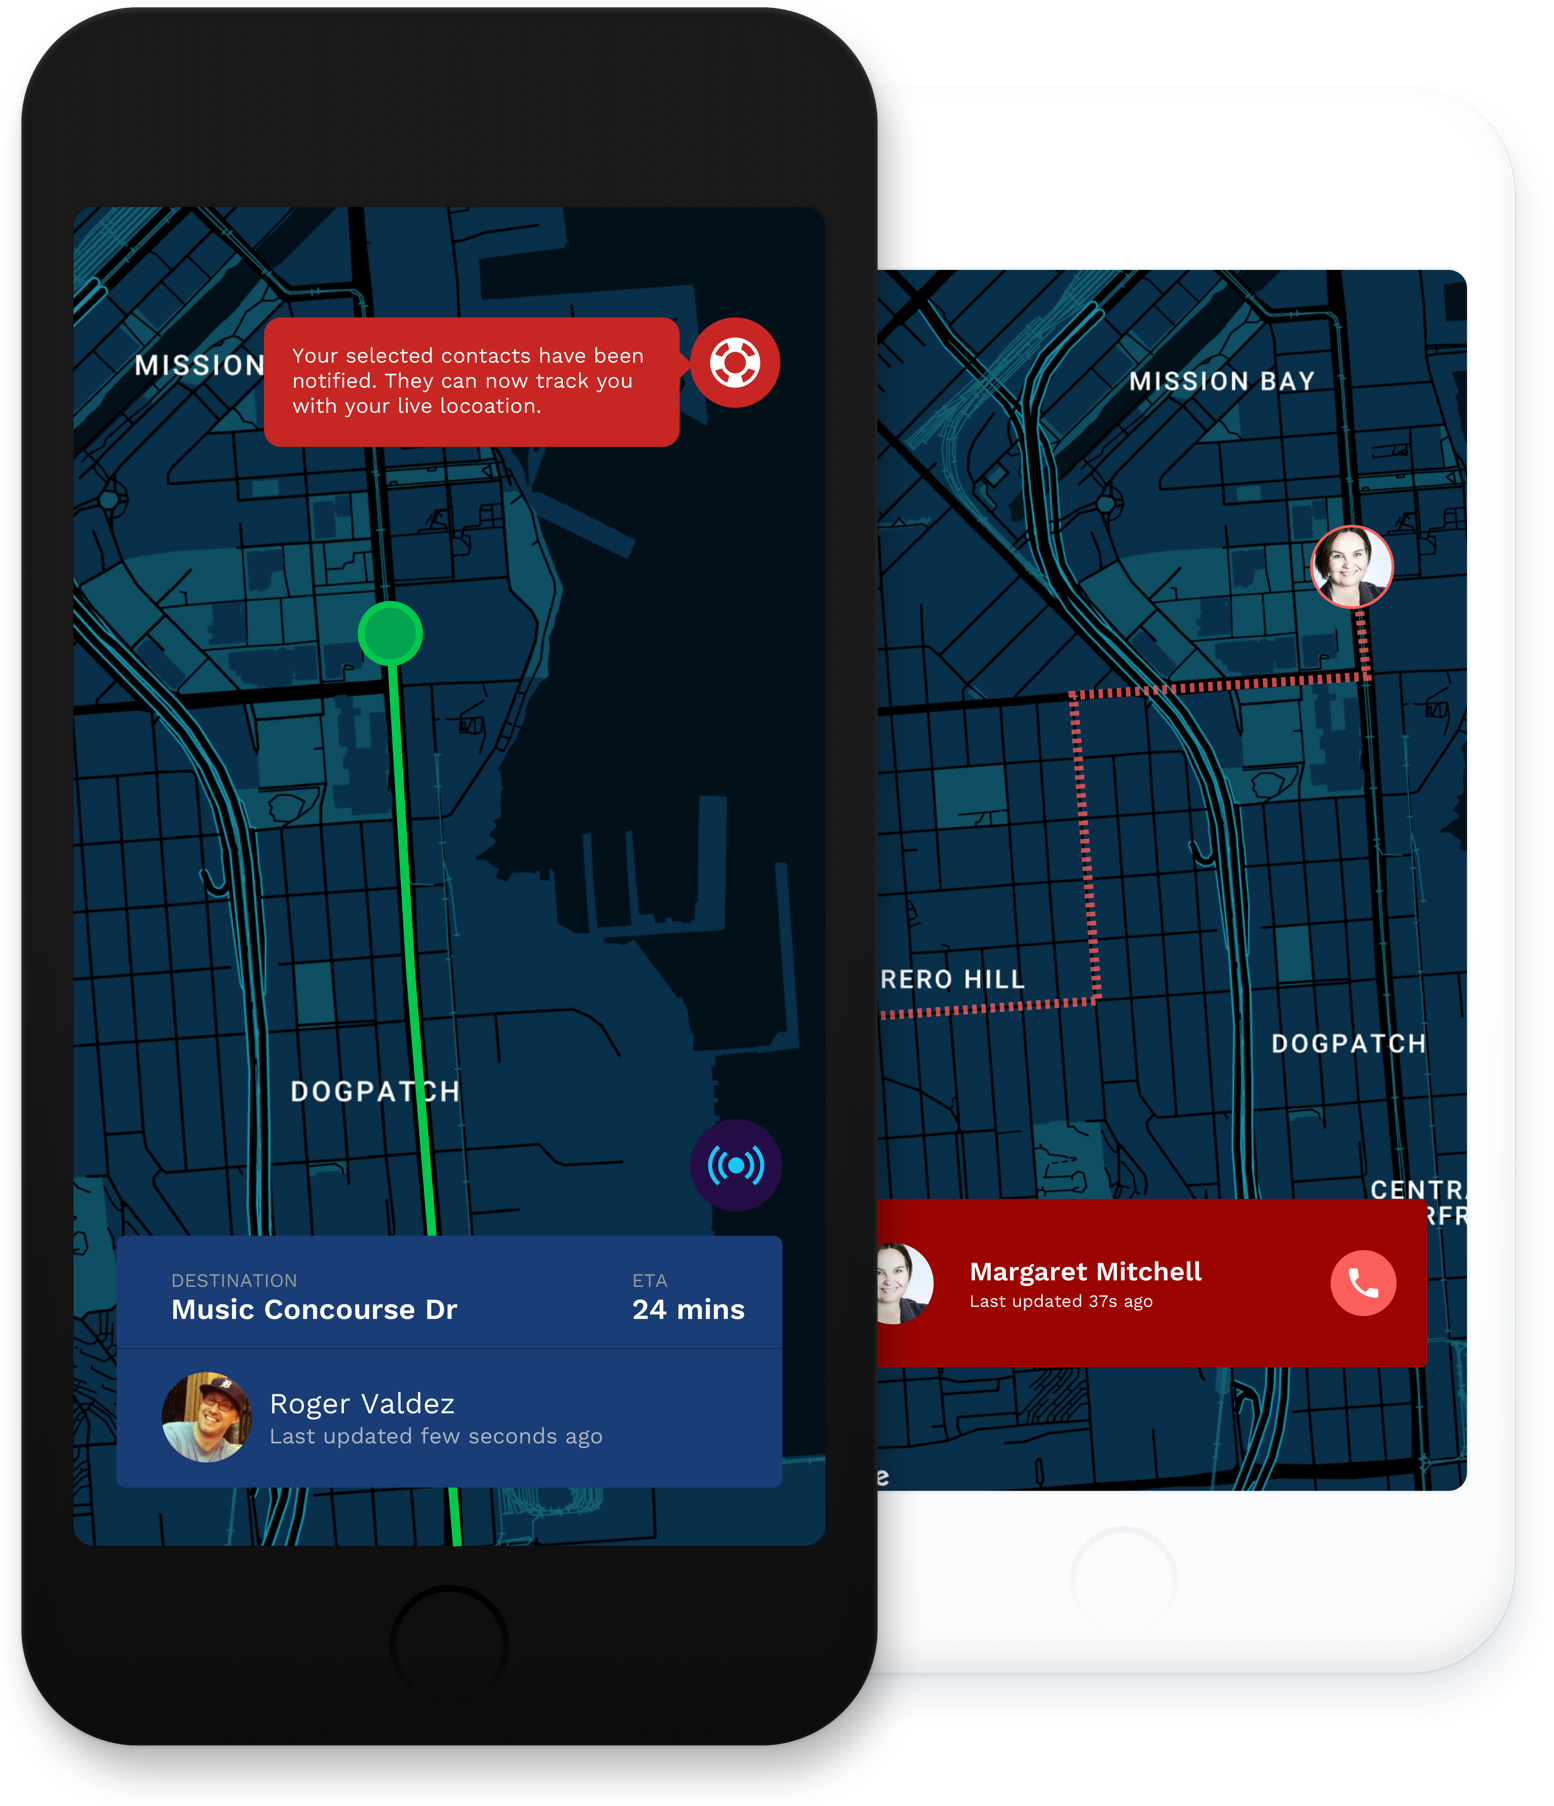 MISSION
Your selected contacts have been
notified. They can now track you
with your live locoation.
DOGPATCH
DESTINATION
Music Concourse Dr
ETA
24 mins
Roger Valdez
Last updated few seconds ago
MISSION BAY
RERO HILL
DOGPATCH
CENTRA
RFR
Margaret Mitchell
Last updated 37s ago
e